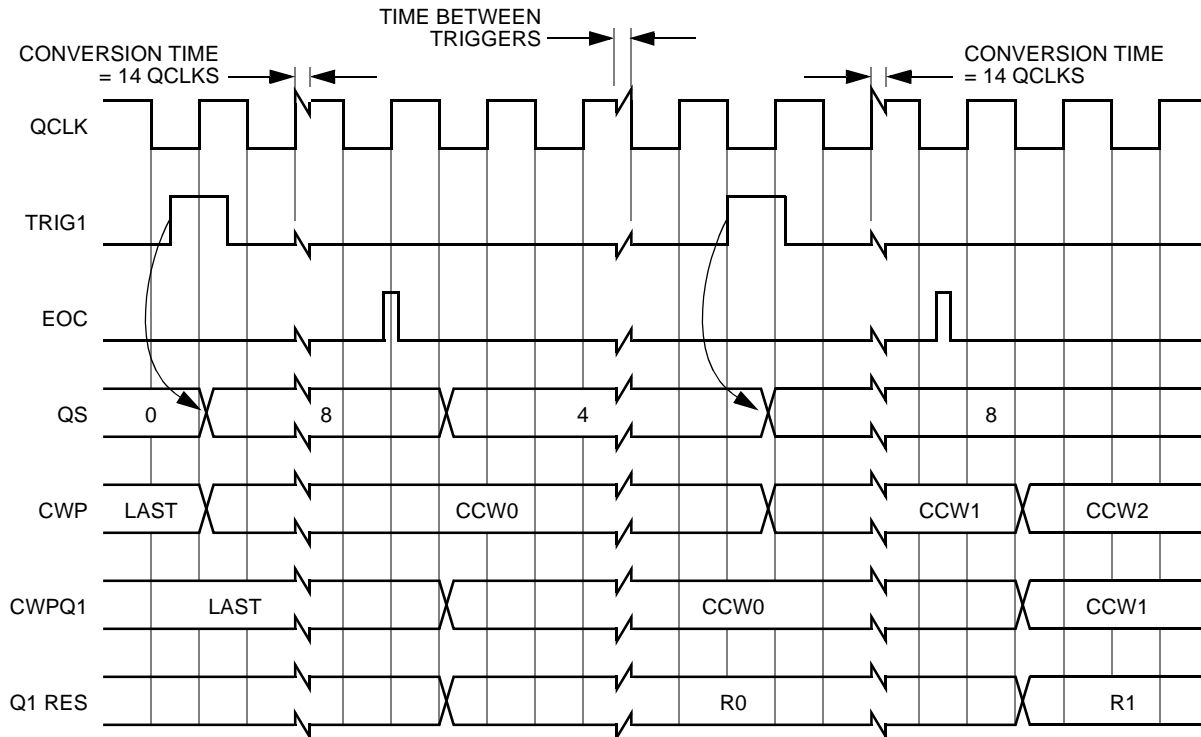 TIME BETWEEN
TRIGGERS
CONVERSION TIME
= 14 QCLKS
CONVERSION TIME
= 14 QCLKS
QCLK
TRIG1
EOC
QS 0 8 4 8
CWP LAST CCW0 CCW1 CCW2
CWPQ1 LAST CCW0 CCW1
Q1 RES R0 R1